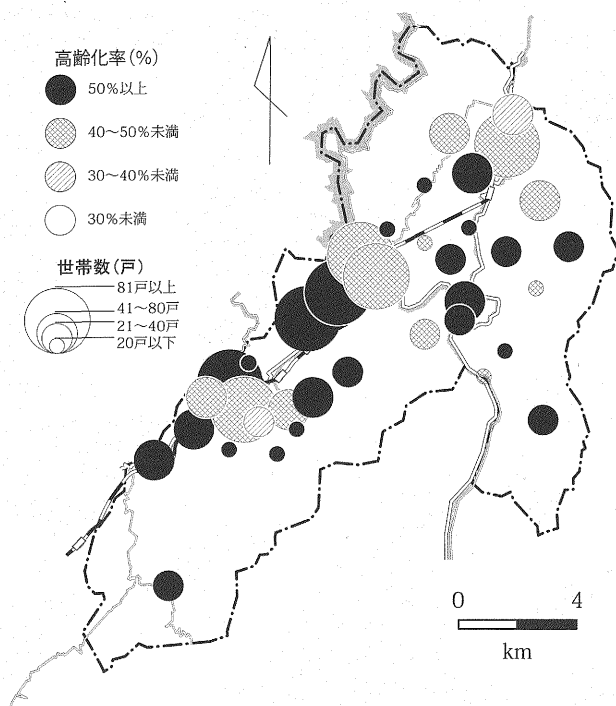 高齢化率(%)
50%以上
40～50%未満
30～40%未満
30%未満
世帯数(戸)
81戸以上
41～80戸
21～40戸
20戸以下
0 4
km